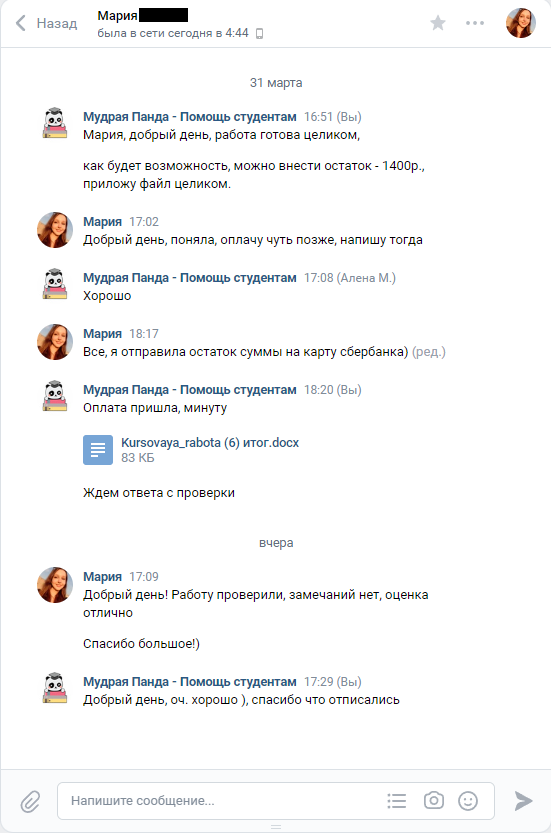 Назад
Мария
была в сети сегодня в 4:44
31 марта
Мудрая Панда - Помощь студентам 16:51 (Вы)
Мария, добрый день, работа готова целиком,
как будет возможность, можно внести остаток - 1400р.,
приложу файл целиком.
Мария 17:02
Добрый день, поняла, оплачу чуть позже, напишу тогда
Мудрая Панда - Помощь студентам 17:08 (Алена М.)
Хорошо
Мария 18:17
Все, я отправила остаток суммы на карту сбербанка) (ред.)
Мудрая Панда - Помощь студентам 18:20 (Вы)
Оплата пришла, минуту
Kursovaya_rabota (6) итог.docx
83 КБ
Ждем ответа с проверки
вчера
Мария 17:09
Добрый день! Работу проверили, замечаний нет, оценка
отлично
Спасибо большое!)
Мудрая Панда - Помощь студентам 17:29 (Вы)
Добрый день, оч. хорошо ), спасибо что отписались
Напишите сообщение...